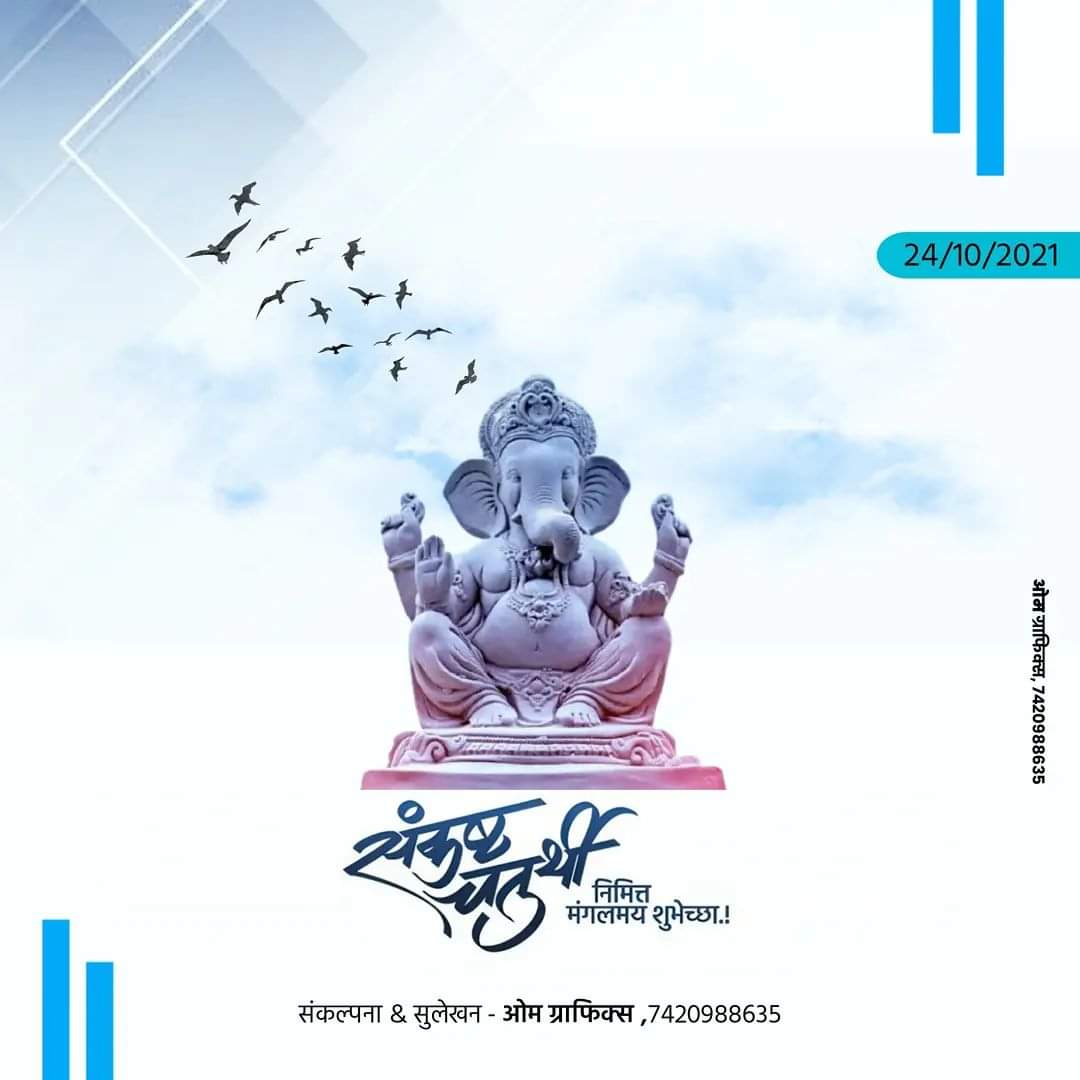 24/10/2021
ओम ग्राफिक्स, 7420988635
संकष्ट
चतुर्थी
निमित्त
मंगलमय शुभेच्छा.!
संकल्पना & सुलेखन - ओम ग्राफिक्स ,7420988635